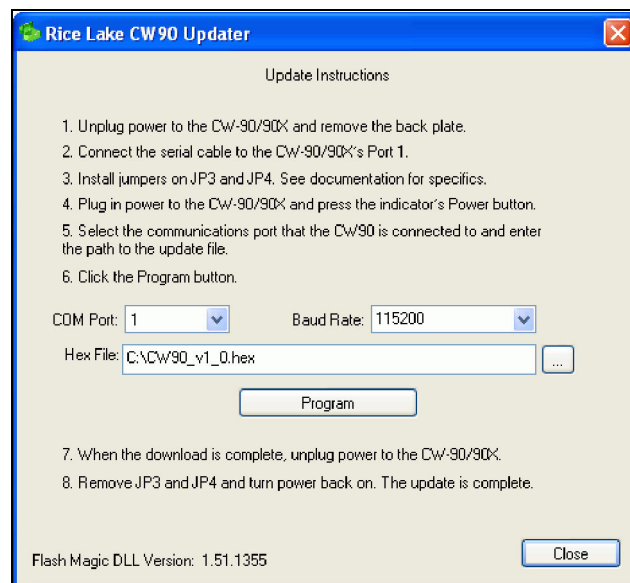 Rice Lake CW90 Updater
Update Instructions
1. Unplug power to the CW-90/90X and remove the back plate.
2. Connect the serial cable to the CW-90/90X's Port 1.
3. Install jumpers on JP3 and JP4. See documentation for specifics.
4. Plug in power to the CW-90/90X and press the indicator's Power button.
5. Select the communications port that the CW90 is connected to and enter
the path to the update file.
6. Click the Program button.
COM Port: 1 Baud Rate: 115200
Hex File: C:\CW90_v1_0.hex ...
Program
7. When the download is complete, unplug power to the CW-90/90X.
8. Remove JP3 and JP4 and turn power back on. The update is complete.
Flash Magic DLL Version: 1.51.1355 Close